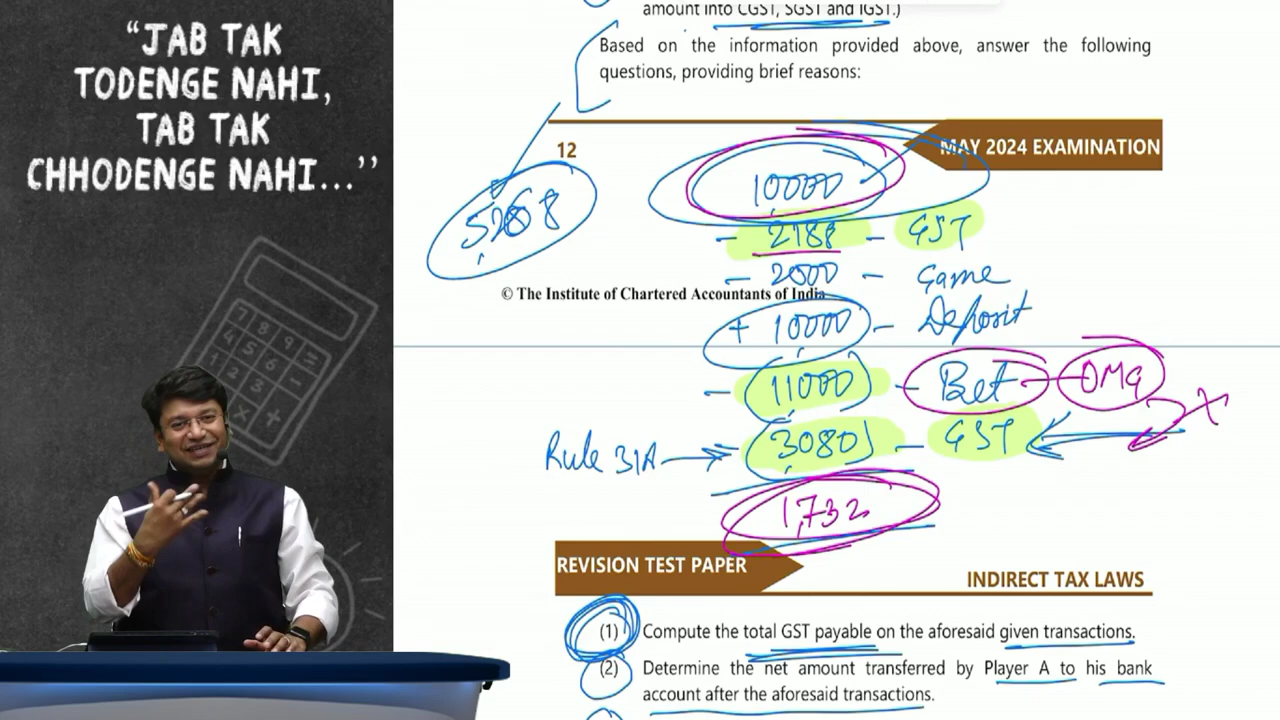 “JAB TAK
TODENGE NAHI,
TAB TAK
CHHODENGE NAHI...’’
amount into CGST, SGST and IGST.)
Based on the information provided above, answer the following
questions, providing brief reasons:
12
MAY 2024 EXAMINATION
5268
10000
- 2188 - GST
- 2000 - Game
© The Institute of Chartered Accountants of India
+ 10000 - Deposit
- 11000 - Bet - OMG
Rule 31A 3080 - GST
1,732
REVISION TEST PAPER
INDIRECT TAX LAWS
(1) Compute the total GST payable on the aforesaid given transactions.
(2) Determine the net amount transferred by Player A to his bank
account after the aforesaid transactions.